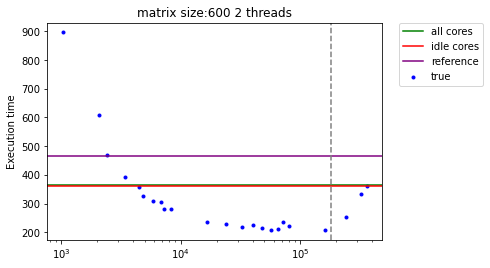 matrix size:600 2 threads
Execution time
900
800
700
600
500
400
300
200
10³
10⁴
10⁵
all cores
idle cores
reference
true